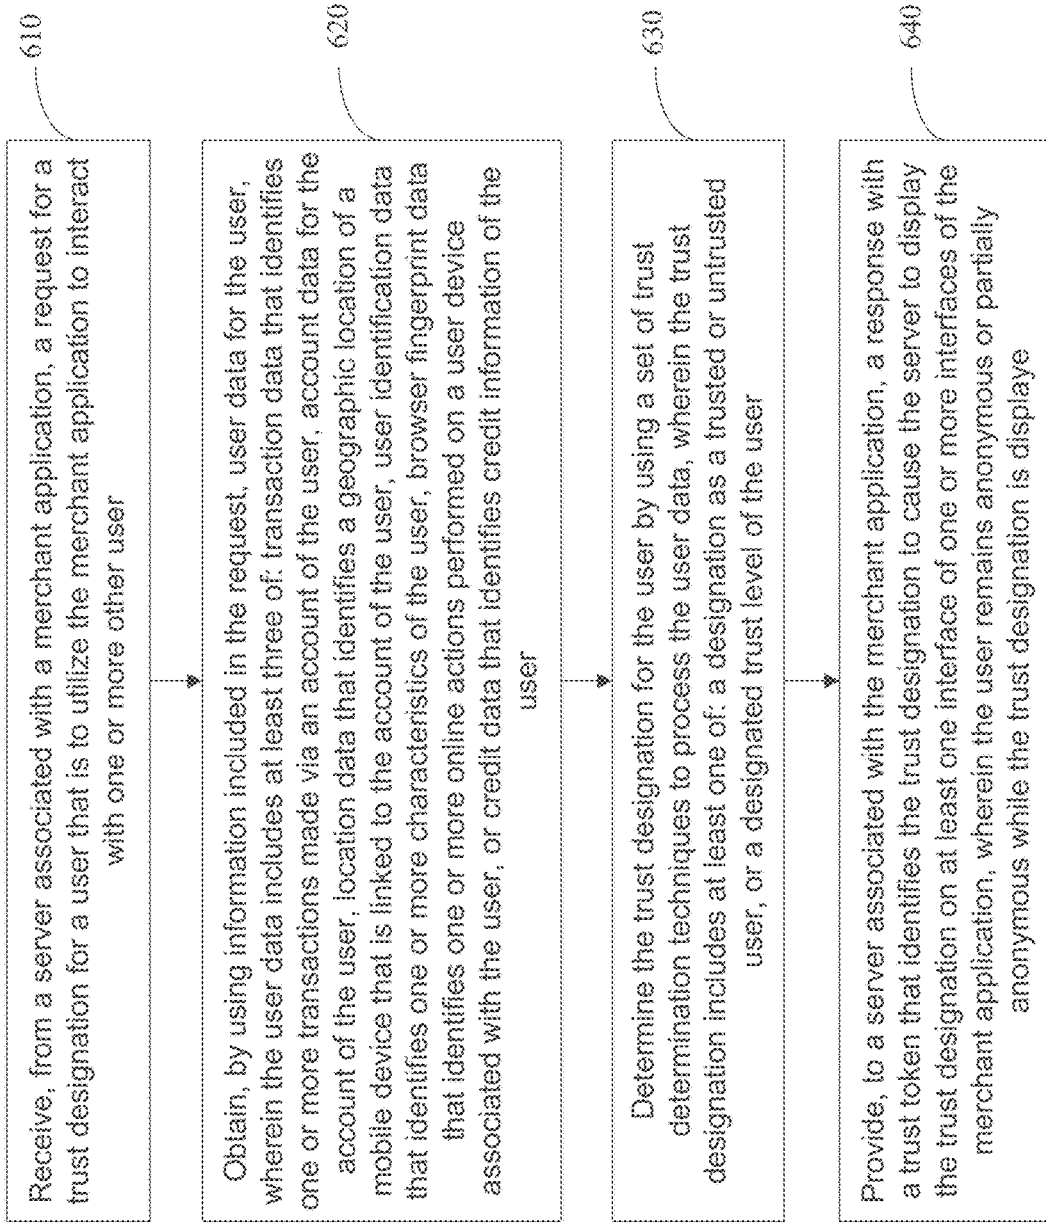 610
Receive, from a server associated with a merchant application, a request for a
trust designation for a user that is to utilize the merchant application to interact
with one or more other user
620
Obtain, by using information included in the request, user data for the user,
wherein the user data includes at least three of: transaction data that identifies
one or more transactions made via an account of the user, account data for the
account of the user, location data that identifies a geographic location of a
mobile device that is linked to the account of the user, user identification data
that identifies one or more characteristics of the user, browser fingerprint data
that identifies one or more online actions performed on a user device
associated with the user, or credit data that identifies credit information of the
user
630
Determine the trust designation for the user by using a set of trust
determination techniques to process the user data, wherein the trust
designation includes at least one of: a designation as a trusted or untrusted
user, or a designated trust level of the user
640
Provide, to a server associated with the merchant application, a response with
a trust token that identifies the trust designation to cause the server to display
the trust designation on at least one interface of one or more interfaces of the
merchant application, wherein the user remains anonymous or partially
anonymous while the trust designation is displaye